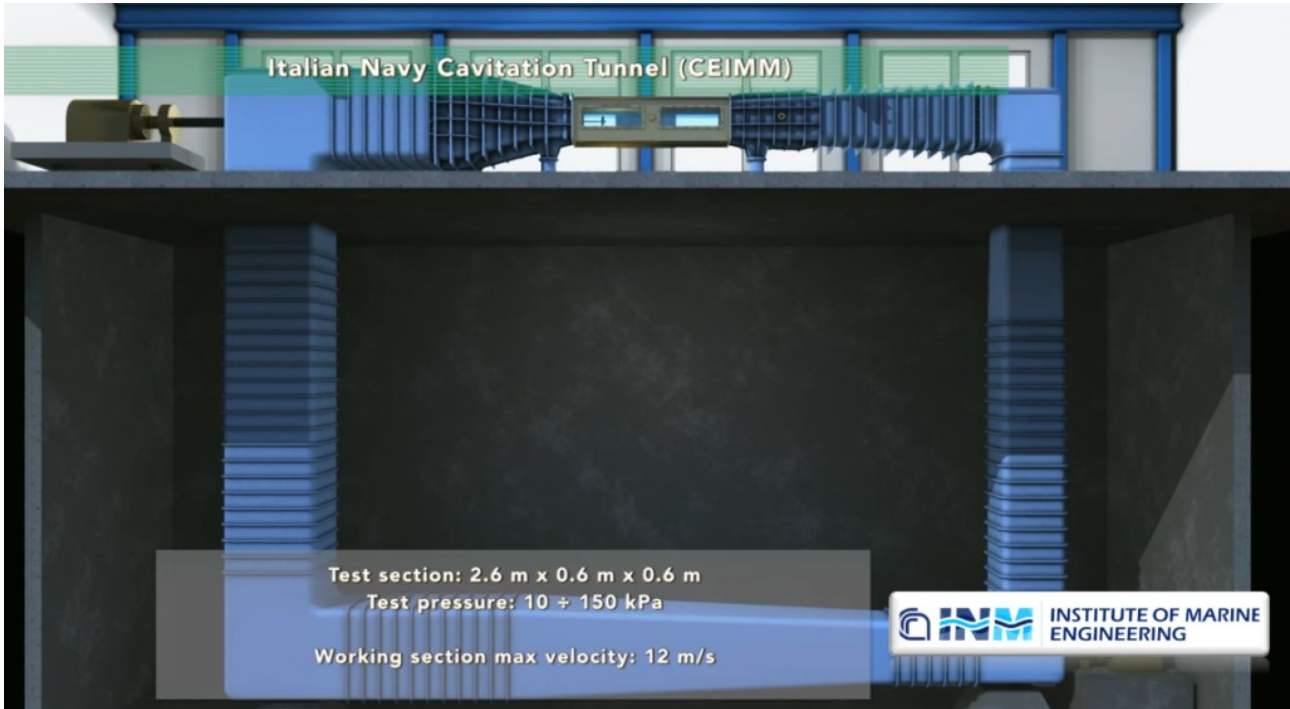 Italian Navy Cavitation Tunnel (CEIMM)
Test section: 2.6 m x 0.6 m x 0.6 m
Test pressure: 10 ÷ 150 kPa
Working section max velocity: 12 m/s
INM
INSTITUTE OF MARINE
ENGINEERING